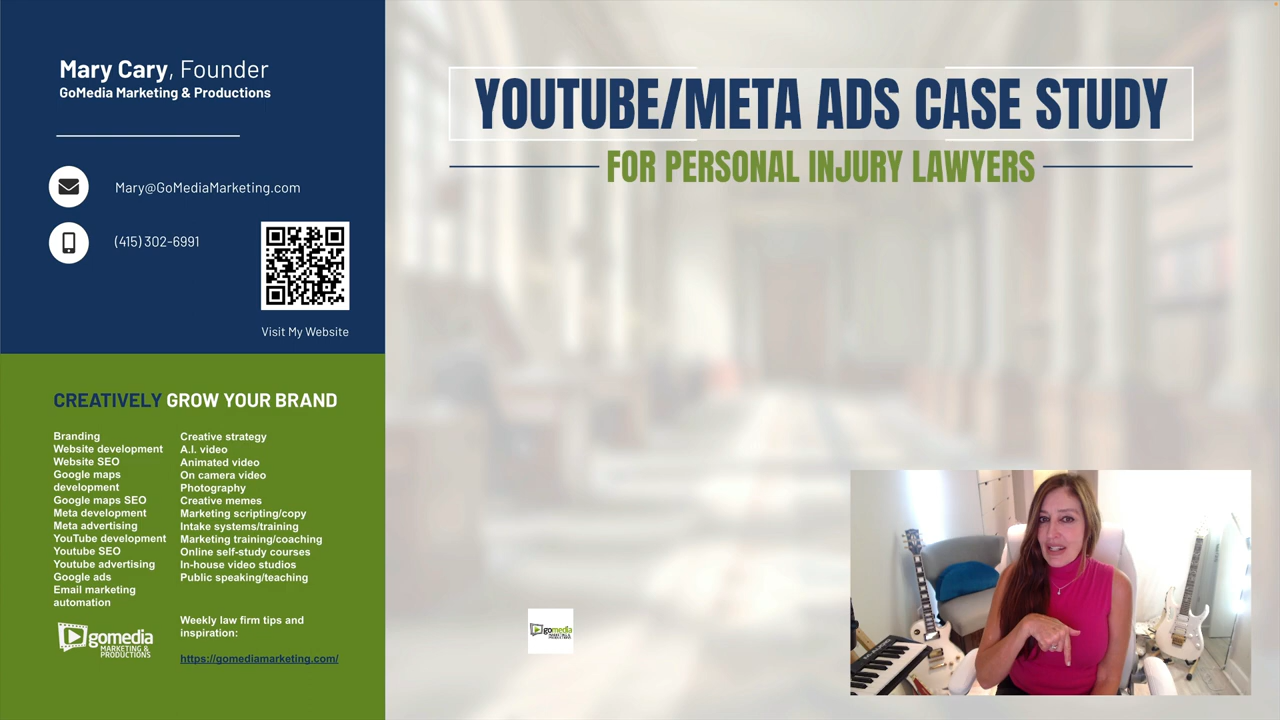 Mary Cary, Founder
GoMedia Marketing & Productions
Mary@GoMediaMarketing.com
(415) 302-6991
Visit My Website
CREATIVELY GROW YOUR BRAND
Branding
Website development
Website SEO
Google maps
development
Google maps SEO
Meta development
Meta advertising
YouTube development
Youtube SEO
Youtube advertising
Google ads
Email marketing
automation
Creative strategy
A.I. video
Animated video
On camera video
Photography
Creative memes
Marketing scripting/copy
Intake systems/training
Marketing training/coaching
Online self-study courses
In-house video studios
Public speaking/teaching
gomedia
MARKETING &
PRODUCTIONS
Weekly law firm tips and
inspiration:
https://gomediamarketing.com/
YOUTUBE/META ADS CASE STUDY
FOR PERSONAL INJURY LAWYERS
gomedia
MARKETING &
PRODUCTIONS